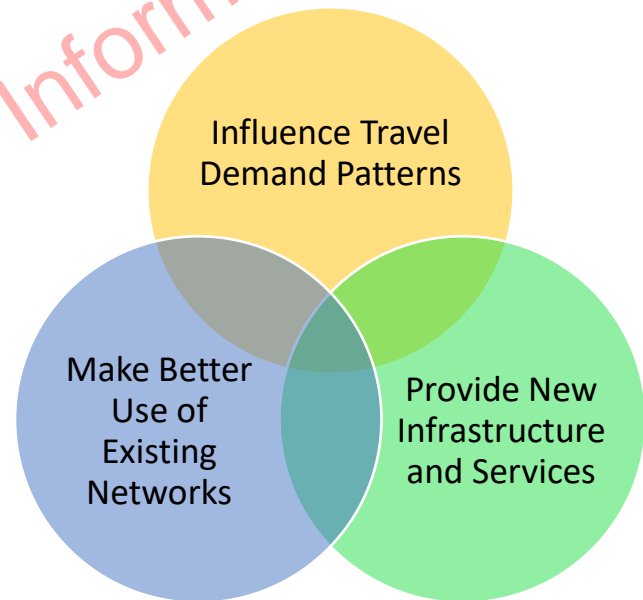 Inform
Influence Travel
Demand Patterns
Make Better
Use of
Existing
Networks
Provide New
Infrastructure
and Services